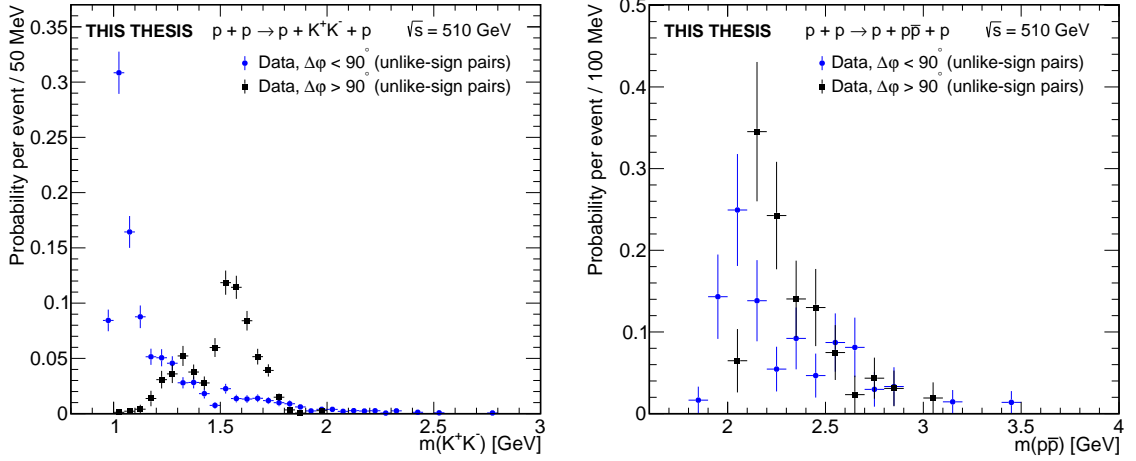 THIS THESIS p + p → p + K⁺K⁻ + p √s = 510 GeV
Data, Δφ < 90° (unlike-sign pairs)
Data, Δφ > 90° (unlike-sign pairs)
Probability per event / 50 MeV
0.35
0.3
0.25
0.2
0.15
0.1
0.05
0
1 1.5 2 2.5 3
m(K⁺K⁻) [GeV]
THIS THESIS p + p → p + pp̅ + p √s = 510 GeV
Data, Δφ < 90° (unlike-sign pairs)
Data, Δφ > 90° (unlike-sign pairs)
Probability per event / 100 MeV
0.5
0.4
0.3
0.2
0.1
0
2 2.5 3 3.5 4
m(pp̅) [GeV]